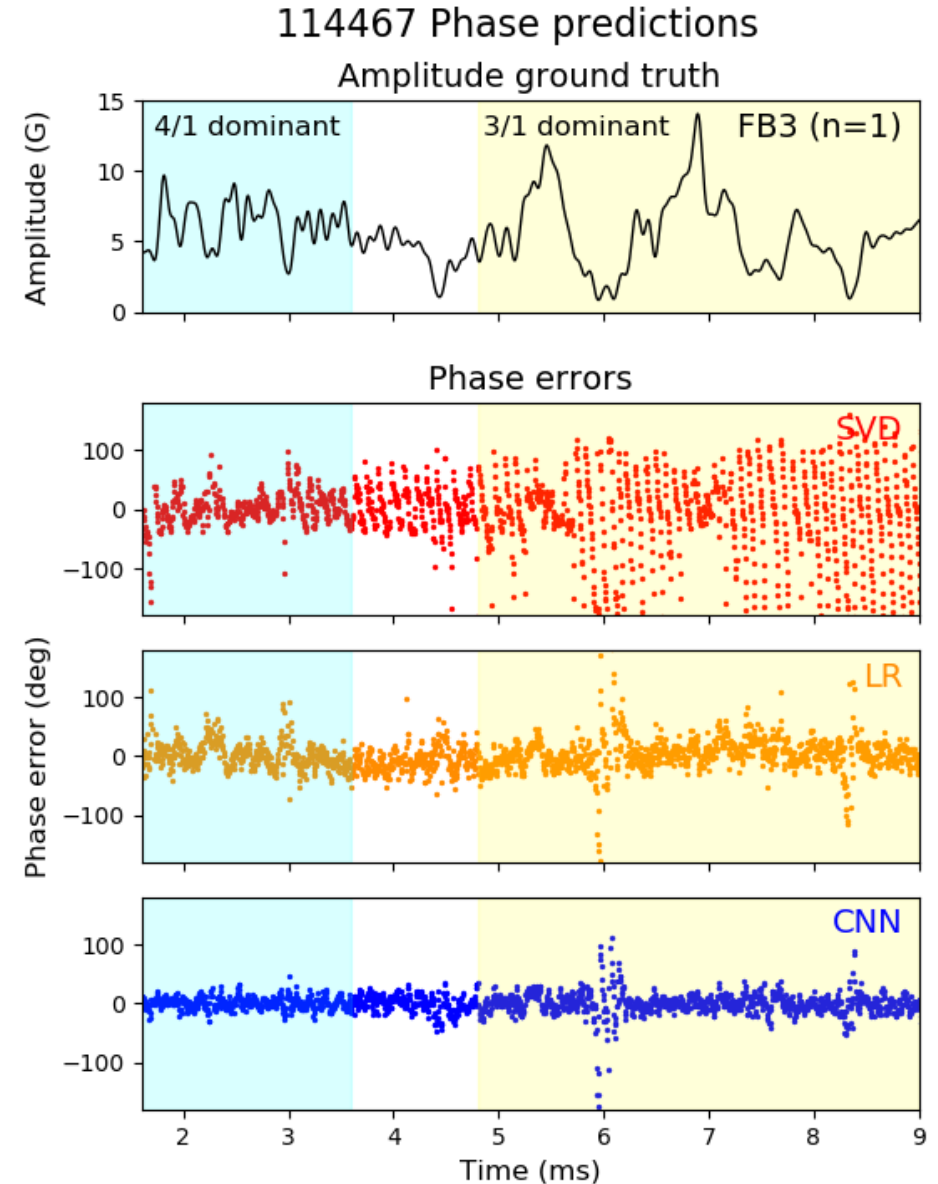 114467 Phase predictions
Amplitude ground truth
Amplitude (G)
15
10
5
0
4/1 dominant
3/1 dominant
FB3 (n=1)
Phase errors
Phase error (deg)
100
0
−100
SVD
100
0
−100
LR
100
0
−100
CNN
2 3 4 5 6 7 8 9
Time (ms)